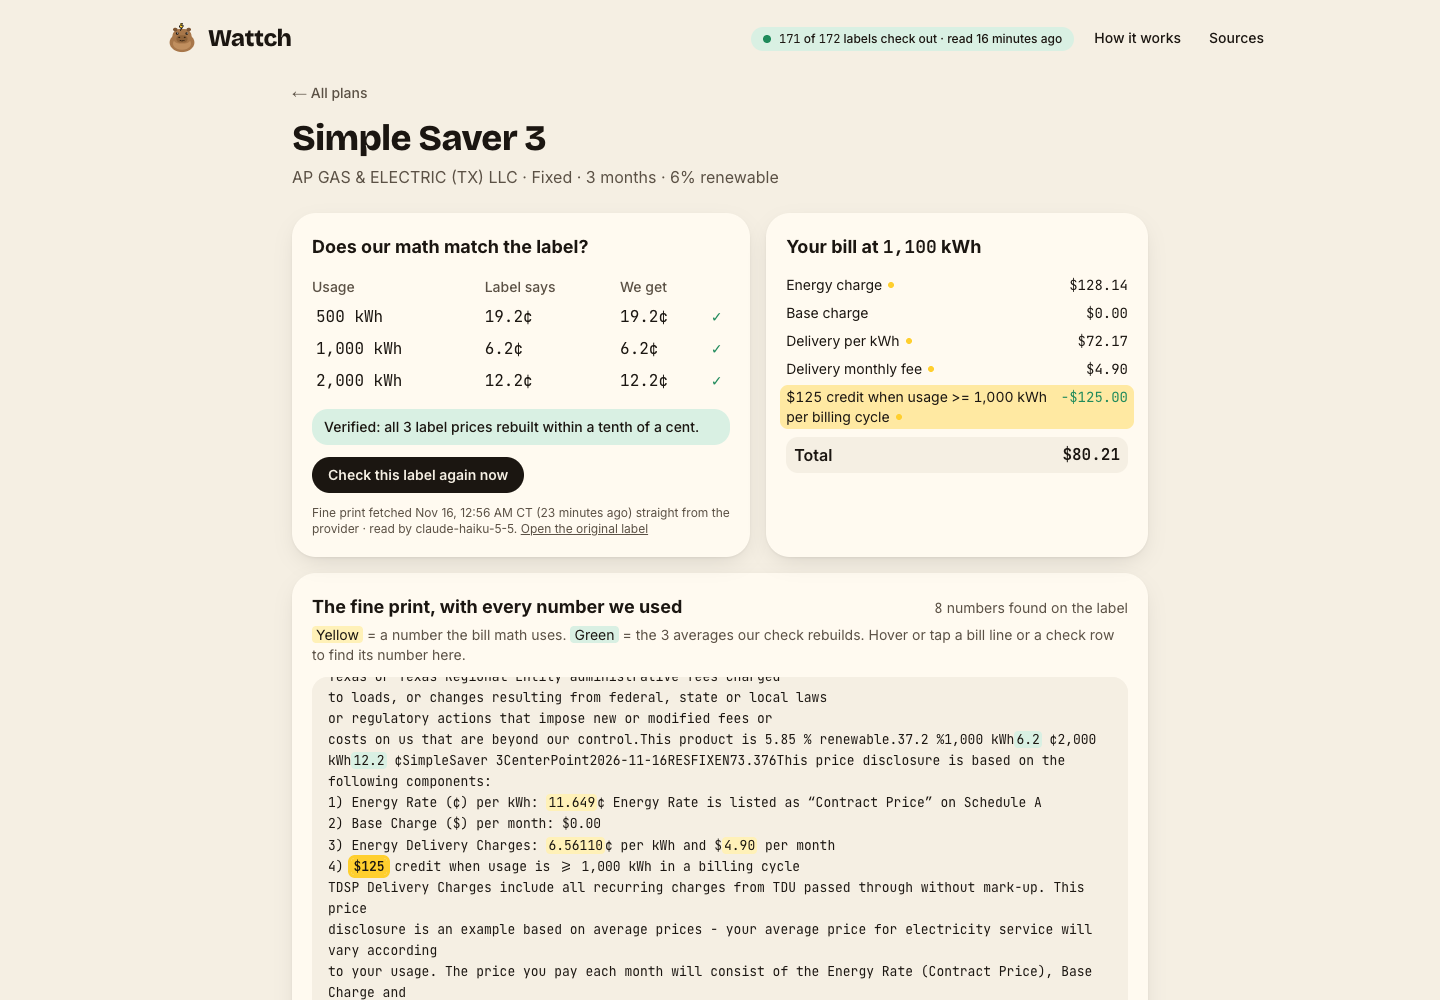 Wattch
171 of 172 labels check out · read 16 minutes ago
How it works
Sources
← All plans
Simple Saver 3
AP GAS & ELECTRIC (TX) LLC · Fixed · 3 months · 6% renewable
Does our math match the label?
Usage Label says We get
500 kWh 19.2¢ 19.2¢ ✓
1,000 kWh 6.2¢ 6.2¢ ✓
2,000 kWh 12.2¢ 12.2¢ ✓
Verified: all 3 label prices rebuilt within a tenth of a cent.
Check this label again now
Fine print fetched Nov 16, 12:56 AM CT (23 minutes ago) straight from the
provider · read by claude-haiku-5-5. Open the original label
Your bill at 1,100 kWh
Energy charge $128.14
Base charge $0.00
Delivery per kWh $72.17
Delivery monthly fee $4.90
$125 credit when usage >= 1,000 kWh -$125.00
per billing cycle
Total $80.21
The fine print, with every number we used
8 numbers found on the label
Yellow = a number the bill math uses. Green = the 3 averages our check rebuilds. Hover or tap a bill line or a check row
to find its number here.
Texas or Texas Regional Entity administrative fees charged
to loads, or changes resulting from federal, state or local laws
or regulatory actions that impose new or modified fees or
costs on us that are beyond our control.This product is 5.85 % renewable.37.2 %1,000 kWh6.2 ¢2,000
kWh12.2 ¢SimpleSaver 3CenterPoint2026-11-16RESFIXEN73.376This price disclosure is based on the
following components:
1) Energy Rate (¢) per kWh: 11.649¢ Energy Rate is listed as “Contract Price” on Schedule A
2) Base Charge ($) per month: $0.00
3) Energy Delivery Charges: 6.56110¢ per kWh and $4.90 per month
4) $125 credit when usage is ⩾ 1,000 kWh in a billing cycle
TDSP Delivery Charges include all recurring charges from TDU passed through without mark-up. This
price
disclosure is an example based on average prices - your average price for electricity service will
vary according
to your usage. The price you pay each month will consist of the Energy Rate (Contract Price), Base
Charge and